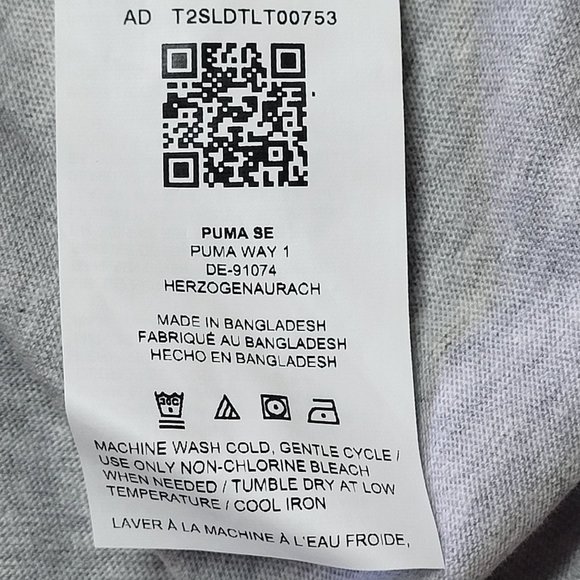 AD T2SLDTLT00753
PUMA SE
PUMA WAY 1
DE-91074
HERZOGENAURACH
MADE IN BANGLADESH
FABRIQUÉ AU BANGLADESH
HECHO EN BANGLADESH
30C
MACHINE WASH COLD, GENTLE CYCLE /
USE ONLY NON-CHLORINE BLEACH
WHEN NEEDED / TUMBLE DRY AT LOW
TEMPERATURE / COOL IRON
LAVER À LA MACHINE À L'EAU FROIDE,